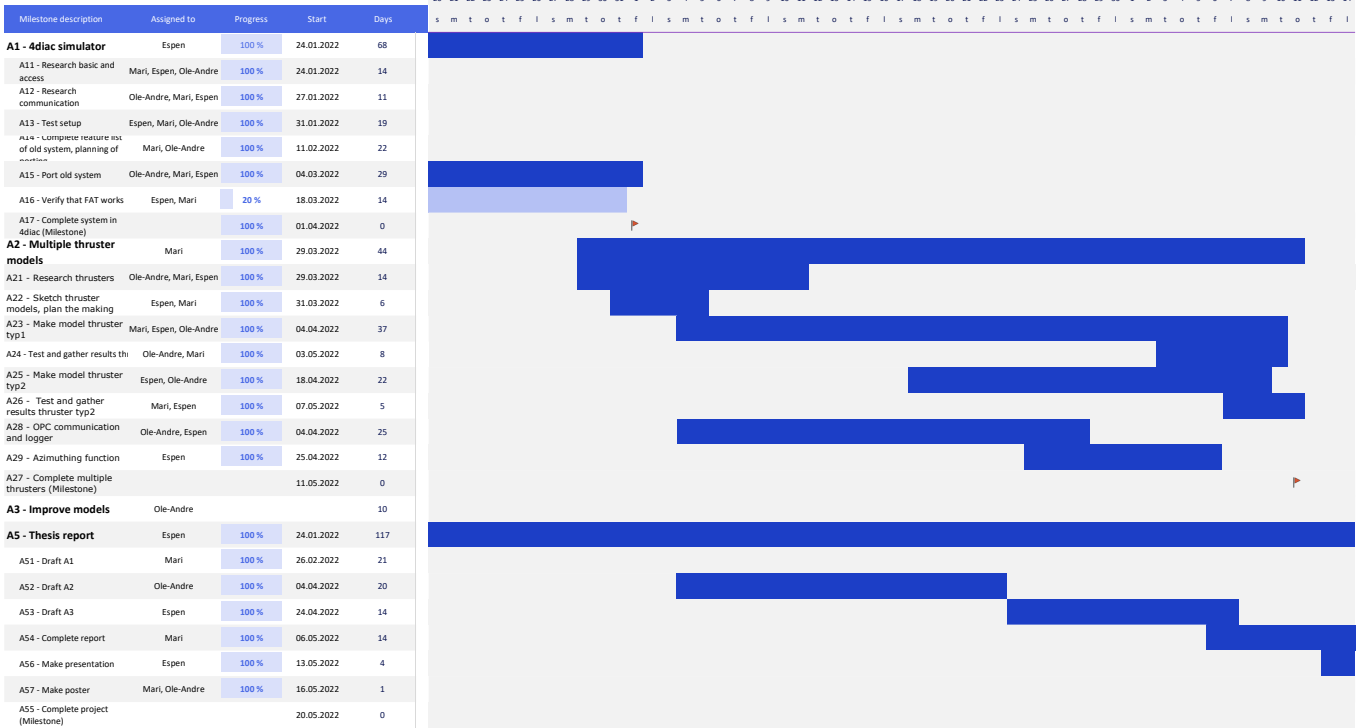 Milestone description Assigned to Progress Start Days s m t o t f l s m t o t f l s m t o t f l s m t o t f l s m t o t f l s m t o t f l s m t o t f l s m t o t f l
A1 - 4diac simulator Espen 100 % 24.01.2022 68
A11 - Research basic and
access Mari, Espen, Ole-Andre 100 % 24.01.2022 14
A12 - Research
communication Ole-Andre, Mari, Espen 100 % 27.01.2022 11
A13 - Test setup Espen, Mari, Ole-Andre 100 % 31.01.2022 19
A14 - Complete feature list
of old system, planning of Mari, Ole-Andre 100 % 11.02.2022 22
A15 - Port old system Ole-Andre, Mari, Espen 100 % 04.03.2022 29
A16 - Verify that FAT works Espen, Mari 20 % 18.03.2022 14
A17 - Complete system in
4diac (Milestone) 100 % 01.04.2022 0
A2 - Multiple thruster
models Mari 100 % 29.03.2022 44
A21 - Research thrusters Ole-Andre, Mari, Espen 100 % 29.03.2022 14
A22 - Sketch thruster
models, plan the making Espen, Mari 100 % 31.03.2022 6
A23 - Make model thruster
typ1 Mari, Espen, Ole-Andre 100 % 04.04.2022 37
A24 - Test and gather results Ole-Andre, Mari 100 % 03.05.2022 8
A25 - Make model thruster
typ2 Espen, Ole-Andre 100 % 18.04.2022 22
A26 - Test and gather
results thruster typ2 Mari, Espen 100 % 07.05.2022 5
A28 - OPC communication
and logger Ole-Andre, Espen 100 % 04.04.2022 25
A29 - Azimuthing function Espen 100 % 25.04.2022 12
A27 - Complete multiple
thrusters (Milestone) 11.05.2022 0
A3 - Improve models Ole-Andre 10
A5 - Thesis report Espen 100 % 24.01.2022 117
A51 - Draft A1 Mari 100 % 26.02.2022 21
A52 - Draft A2 Ole-Andre 100 % 04.04.2022 20
A53 - Draft A3 Espen 100 % 24.04.2022 14
A54 - Complete report Mari 100 % 06.05.2022 14
A56 - Make presentation Espen 100 % 13.05.2022 4
A57 - Make poster Mari, Ole-Andre 100 % 16.05.2022 1
A55 - Complete project
(Milestone) 20.05.2022 0